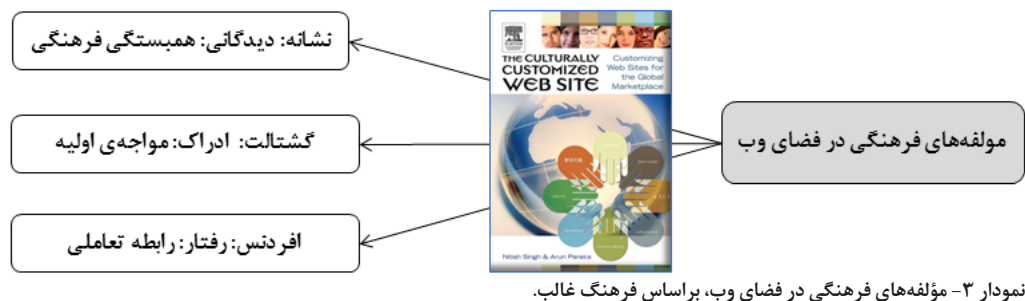 نشانه: دیدگانی: همبستگی فرهنگی
گشتالت: ادراک: مواجه‌ی اولیه
افردنس: رفتار: رابطه تعاملی
THE CULTURALLY
CUSTOMIZED
WEB SITE
Customizing
Web Sites for
the Global
Marketplace
Nitish Singh & Arun Pereira
مولفه‌های فرهنگی در فضای وب
نمودار ۳- مؤلفه‌های فرهنگی در فضای وب، براساس فرهنگ غالب.